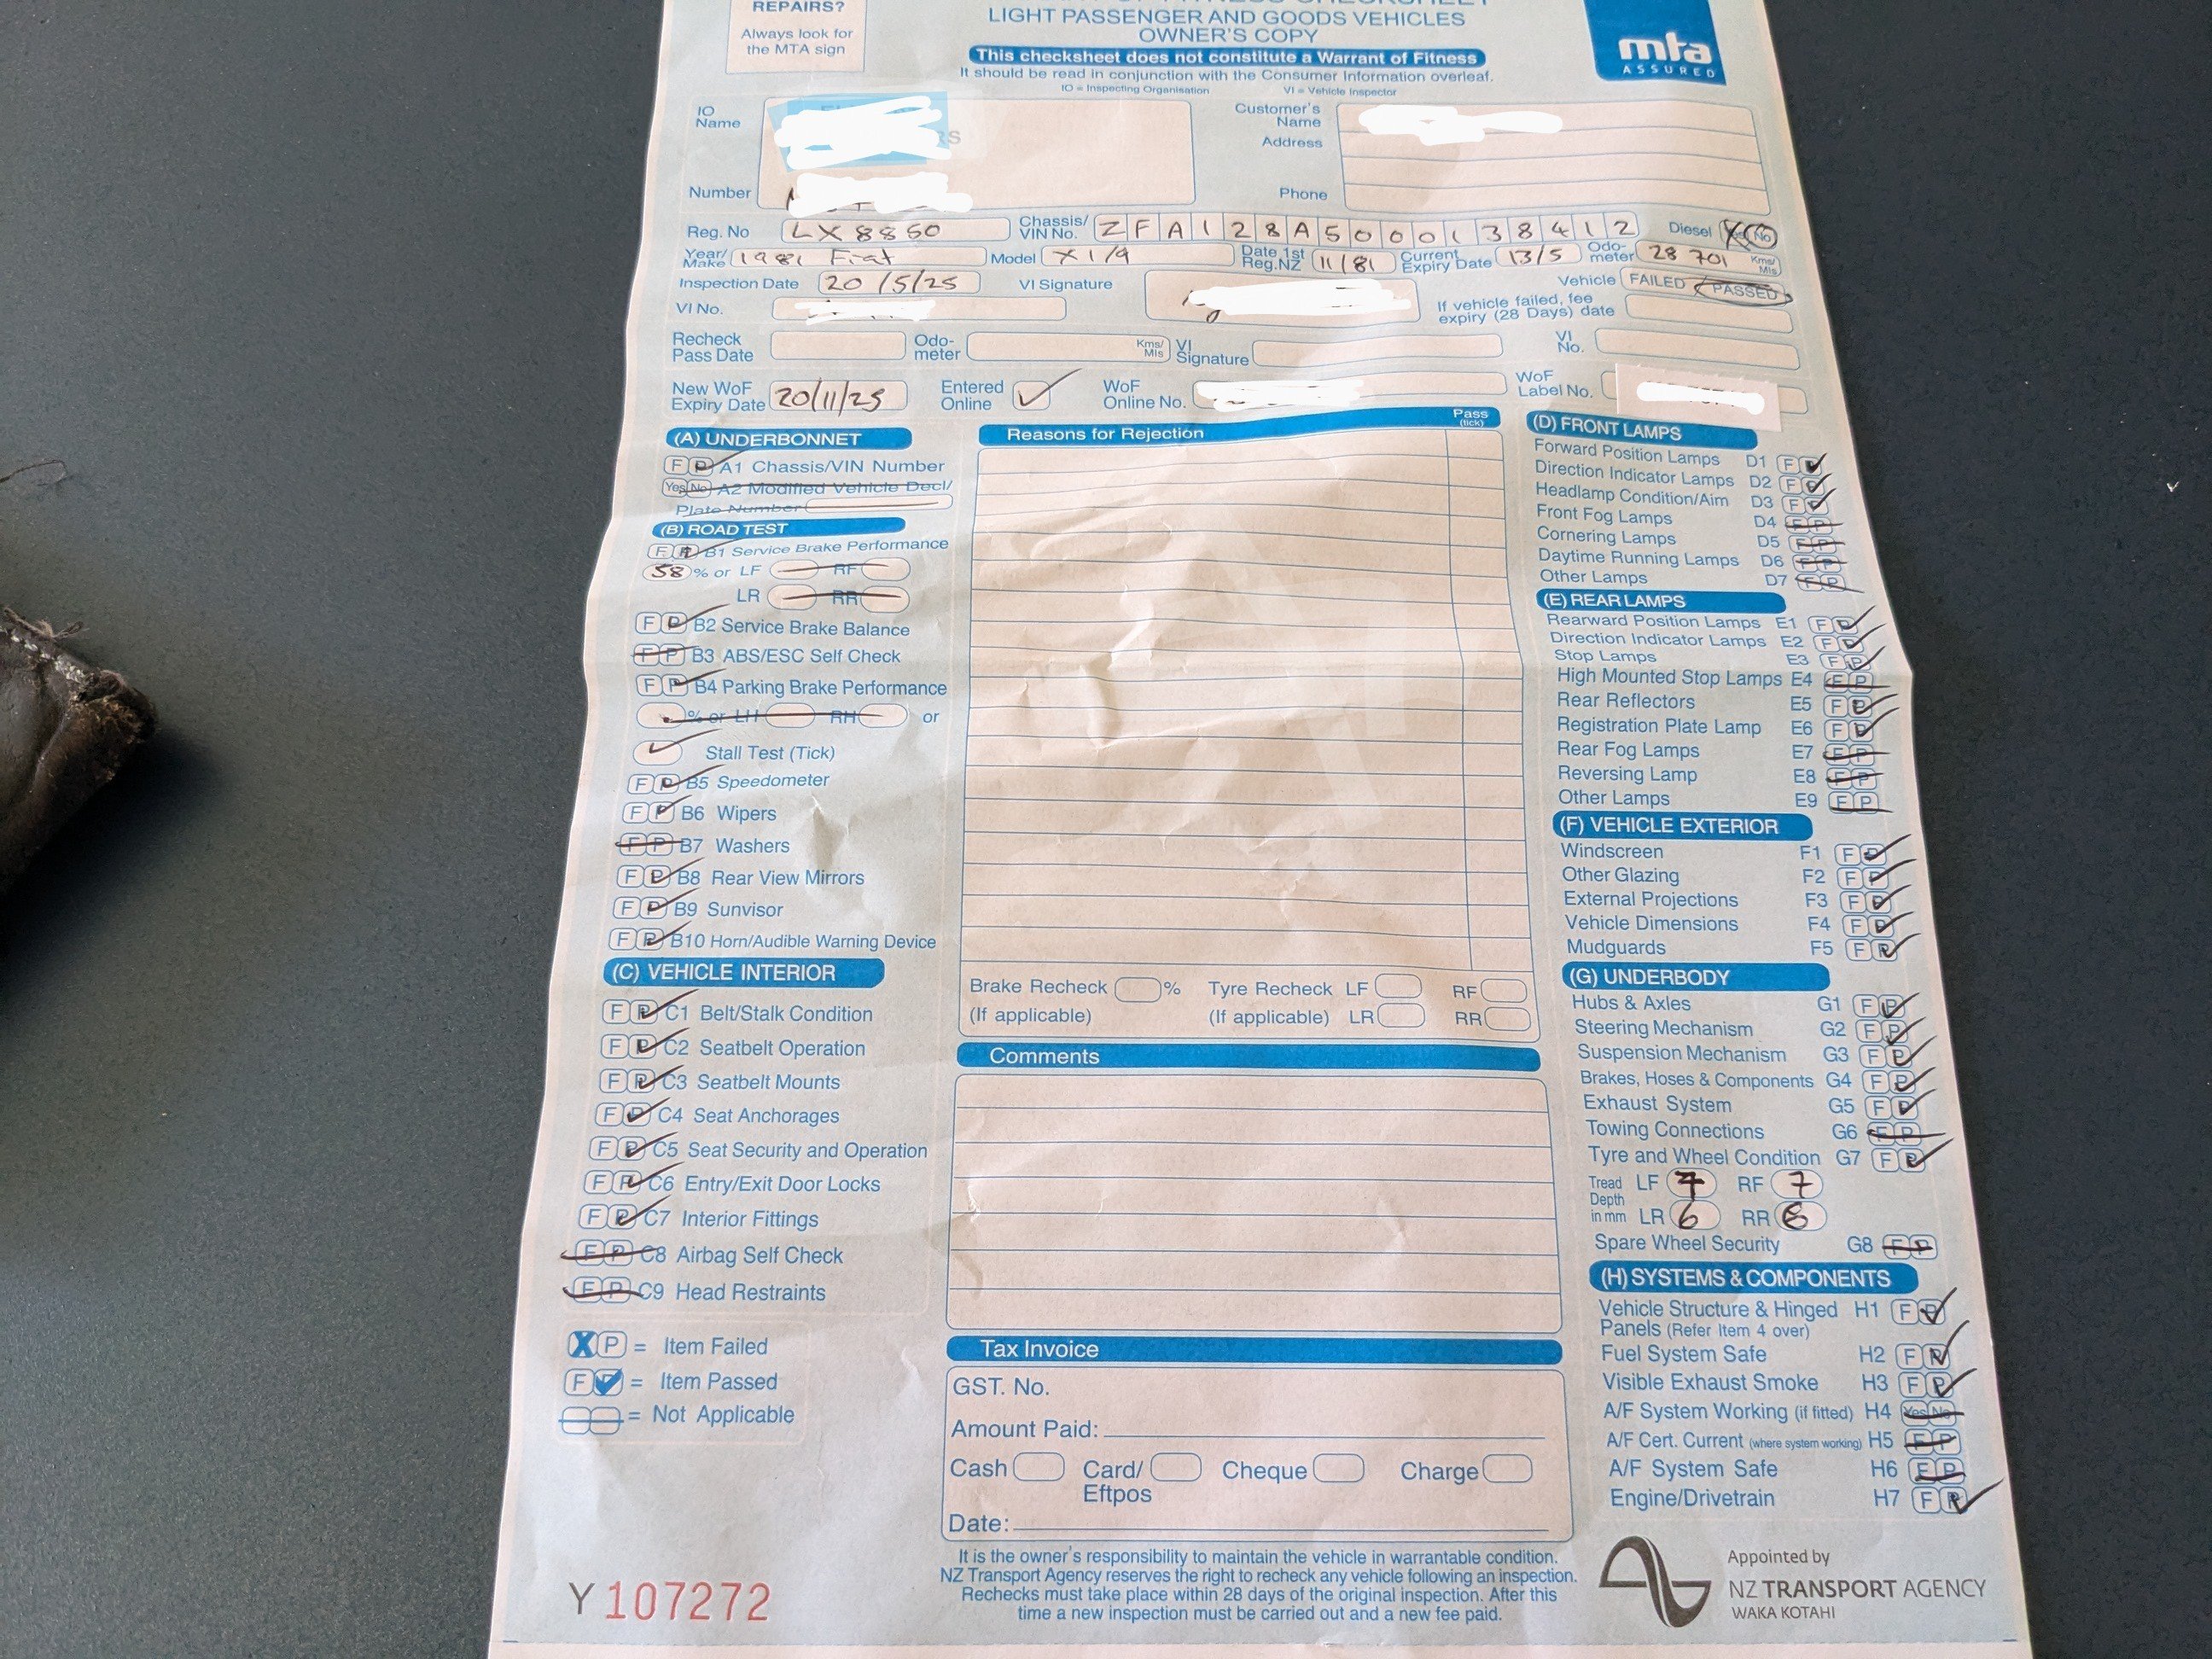 REPAIRS?
Always look for
the MTA sign
LIGHT PASSENGER AND GOODS VEHICLES
OWNER'S COPY
This checksheet does not constitute a Warrant of Fitness
It should be read in conjunction with the Consumer Information overleaf.
IO = Inspecting Organisation VI = Vehicle Inspector
mta
ASSURED
IO
Name
Number
Customer's
Name
Address
Phone
Reg. No LX8860 Chassis/VIN No. ZFA128A5000138412 Diesel Yes No
Year/Make 1981 Fiat Model X1/9 Date 1st Reg.NZ 11/81 Current Expiry Date 13/5 Odometer 28 701 Kms/Mls
Inspection Date 20/5/25 VI Signature Vehicle FAILED PASSED
VI No. If vehicle failed, fee expiry (28 Days) date
Recheck Pass Date Odo-meter Kms/Mls VI Signature VI No.
New WoF Expiry Date 20/11/25 Entered Online ✓ WoF Online No. WoF Label No.
(A) UNDERBONNET
F P A1 Chassis/VIN Number
Yes No A2 Modified Vehicle Decl/
Plate Number
(B) ROAD TEST
F P B1 Service Brake Performance
58 % or LF RF
LR RR
F P B2 Service Brake Balance
F P B3 ABS/ESC Self Check
F P B4 Parking Brake Performance
% or LH RH or
✓ Stall Test (Tick)
F P B5 Speedometer
F P B6 Wipers
F P B7 Washers
F P B8 Rear View Mirrors
F P B9 Sunvisor
F P B10 Horn/Audible Warning Device
(C) VEHICLE INTERIOR
F P C1 Belt/Stalk Condition
F P C2 Seatbelt Operation
F P C3 Seatbelt Mounts
F P C4 Seat Anchorages
F P C5 Seat Security and Operation
F P C6 Entry/Exit Door Locks
F P C7 Interior Fittings
F P C8 Airbag Self Check
F P C9 Head Restraints
X P = Item Failed
F ✓ = Item Passed
= Not Applicable
Y 107272
Reasons for Rejection Pass (tick)
Brake Recheck % Tyre Recheck LF RF
(If applicable) (If applicable) LR RR
Comments
Tax Invoice
GST. No.
Amount Paid:
Cash Card/Eftpos Cheque Charge
Date:
It is the owner's responsibility to maintain the vehicle in warrantable condition.
NZ Transport Agency reserves the right to recheck any vehicle following an inspection.
Rechecks must take place within 28 days of the original inspection. After this
time a new inspection must be carried out and a new fee paid.
(D) FRONT LAMPS
Forward Position Lamps D1 F P
Direction Indicator Lamps D2 F P
Headlamp Condition/Aim D3 F P
Front Fog Lamps D4 F P
Cornering Lamps D5 F P
Daytime Running Lamps D6 F P
Other Lamps D7 F P
(E) REAR LAMPS
Rearward Position Lamps E1 F P
Direction Indicator Lamps E2 F P
Stop Lamps E3 F P
High Mounted Stop Lamps E4 F P
Rear Reflectors E5 F P
Registration Plate Lamp E6 F P
Rear Fog Lamps E7 F P
Reversing Lamp E8 F P
Other Lamps E9 F P
(F) VEHICLE EXTERIOR
Windscreen F1 F P
Other Glazing F2 F P
External Projections F3 F P
Vehicle Dimensions F4 F P
Mudguards F5 F P
(G) UNDERBODY
Hubs & Axles G1 F P
Steering Mechanism G2 F P
Suspension Mechanism G3 F P
Brakes, Hoses & Components G4 F P
Exhaust System G5 F P
Towing Connections G6 F P
Tyre and Wheel Condition G7 F P
Tread Depth in mm LF 7 RF 7
LR 6 RR 6
Spare Wheel Security G8 F P
(H) SYSTEMS & COMPONENTS
Vehicle Structure & Hinged H1 F P
Panels (Refer Item 4 over)
Fuel System Safe H2 F P
Visible Exhaust Smoke H3 F P
A/F System Working (if fitted) H4 Yes No
A/F Cert. Current (where system working) H5 F P
A/F System Safe H6 F P
Engine/Drivetrain H7 F P
Appointed by
NZ TRANSPORT AGENCY
WAKA KOTAHI